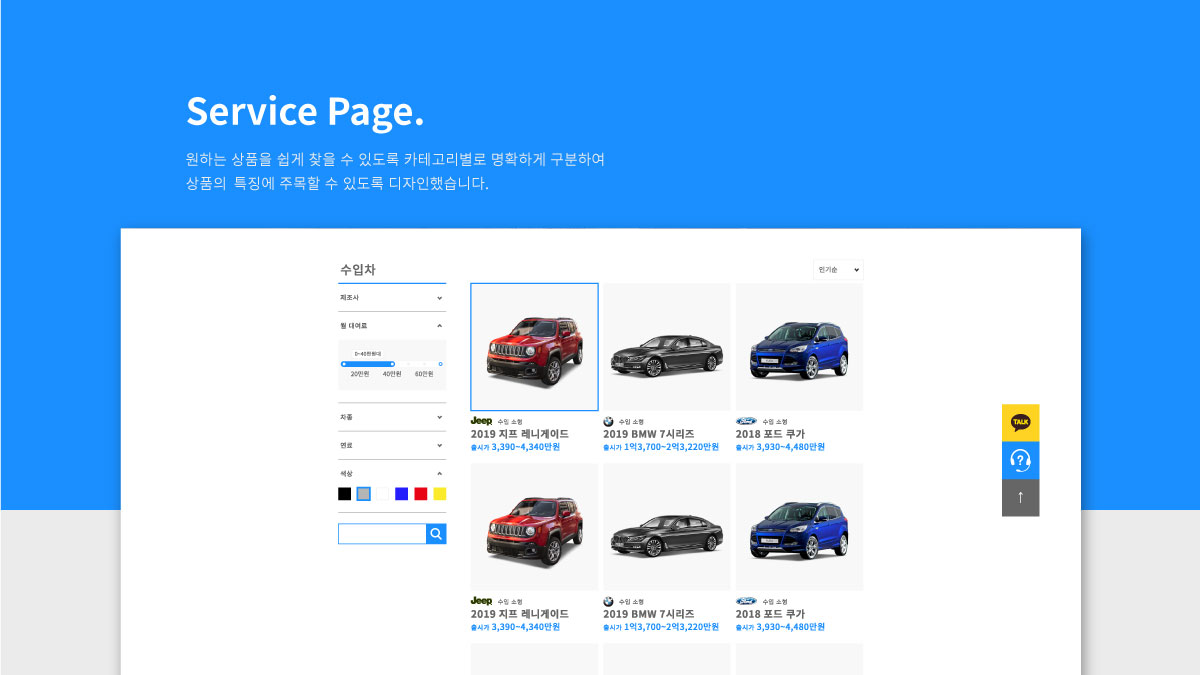 Service Page.
원하는 상품을 쉽게 찾을 수 있도록 카테고리별로 명확하게 구분하여
상품의 특징에 주목할 수 있도록 디자인했습니다.
수입차
인기순
제조사
월 대여료
0~40만원대
20만원 40만원 60만원
차종
연료
색상
Jeep 수입 소형
2019 지프 레니게이드
출시가 3,390~4,340만원
수입 소형
2019 BMW 7시리즈
출시가 1억3,700~2억3,220만원
Ford 수입 소형
2018 포드 쿠가
출시가 3,930~4,480만원
TALK
?
Jeep 수입 소형
2019 지프 레니게이드
출시가 3,390~4,340만원
수입 소형
2019 BMW 7시리즈
출시가 1억3,700~2억3,220만원
Ford 수입 소형
2018 포드 쿠가
출시가 3,930~4,480만원